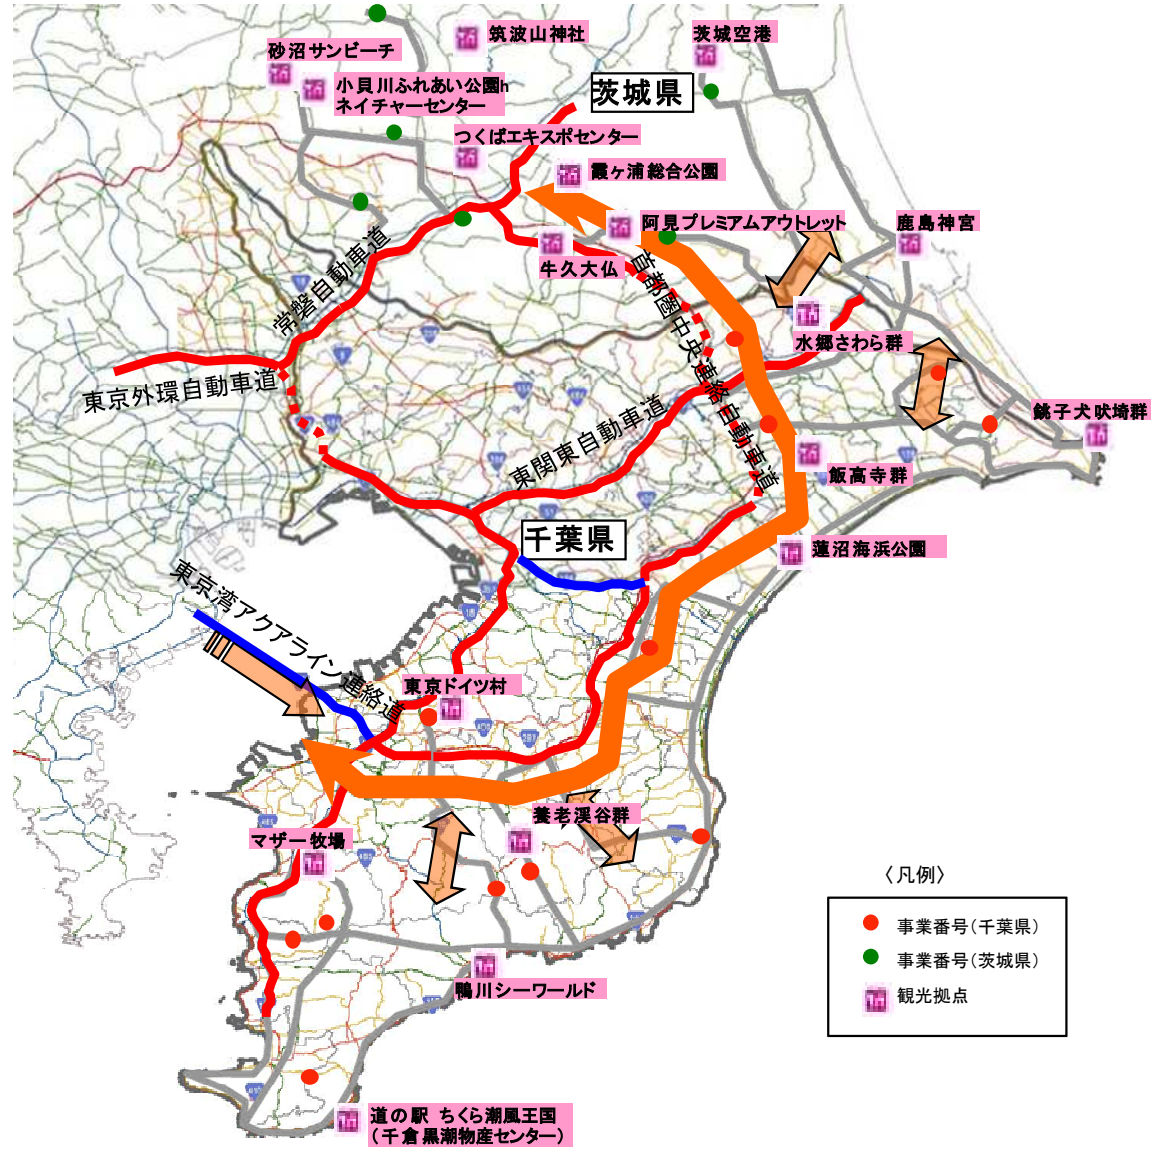 筑波山神社
茨城空港
砂沼サンビーチ
小貝川ふれあい公園h
ネイチャーセンター
茨城県
つくばエキスポセンター
霞ヶ浦総合公園
阿見プレミアムアウトレット
鹿島神宮
牛久大仏
常磐自動車道
首都圏中央連絡自動車道
水郷さわら群
東京外環自動車道
東関東自動車道
銚子犬吠埼群
飯高寺群
千葉県
蓮沼海浜公園
東京湾アクアライン連絡道
東京ドイツ村
養老渓谷群
マザー牧場
〈凡例〉
事業番号(千葉県)
事業番号(茨城県)
観光拠点
鴨川シーワールド
道の駅 ちくら潮風王国
(千倉黒潮物産センター)